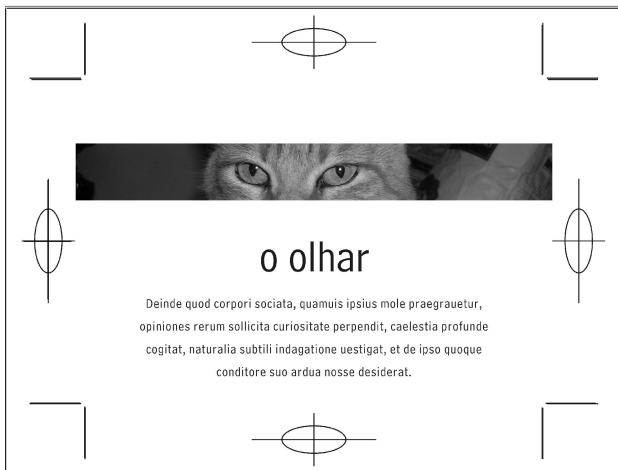 o olhar
Deinde quod corpori sociata, quamuis ipsius mole praegrauetur,
opiniones rerum sollicita curiositate perpendit, caelestia profunde
cogitat, naturalia subtili indagatione uestigat, et de ipso quoque
conditore suo ardua nosse desiderat.